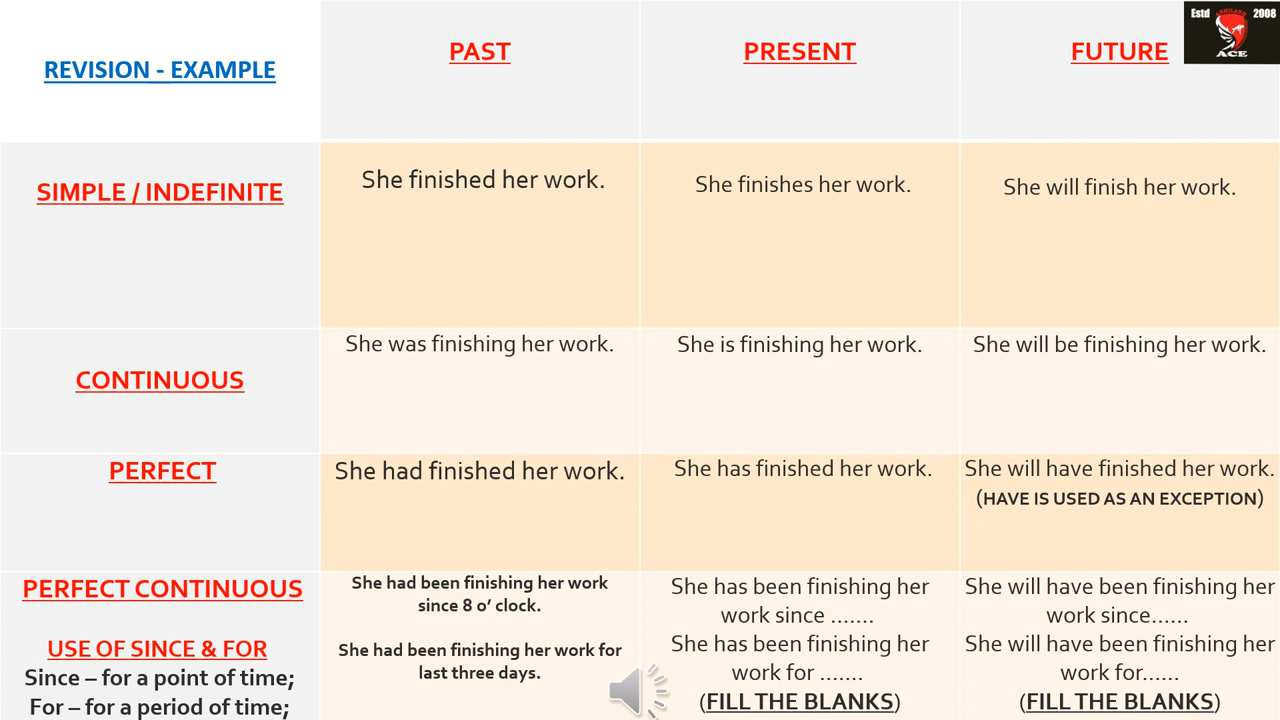 REVISION - EXAMPLE
PAST
PRESENT
FUTURE
Estd 2008
ACE
SIMPLE / INDEFINITE
She finished her work.
She finishes her work.
She will finish her work.
CONTINUOUS
She was finishing her work.
She is finishing her work.
She will be finishing her work.
PERFECT
She had finished her work.
She has finished her work.
She will have finished her work.
(HAVE IS USED AS AN EXCEPTION)
PERFECT CONTINUOUS
USE OF SINCE & FOR
Since – for a point of time;
For – for a period of time;
She had been finishing her work
since 8 o’ clock.
She had been finishing her work for
last three days.
She has been finishing her
work since .......
She has been finishing her
work for .......
(FILL THE BLANKS)
She will have been finishing her
work since......
She will have been finishing her
work for......
(FILL THE BLANKS)